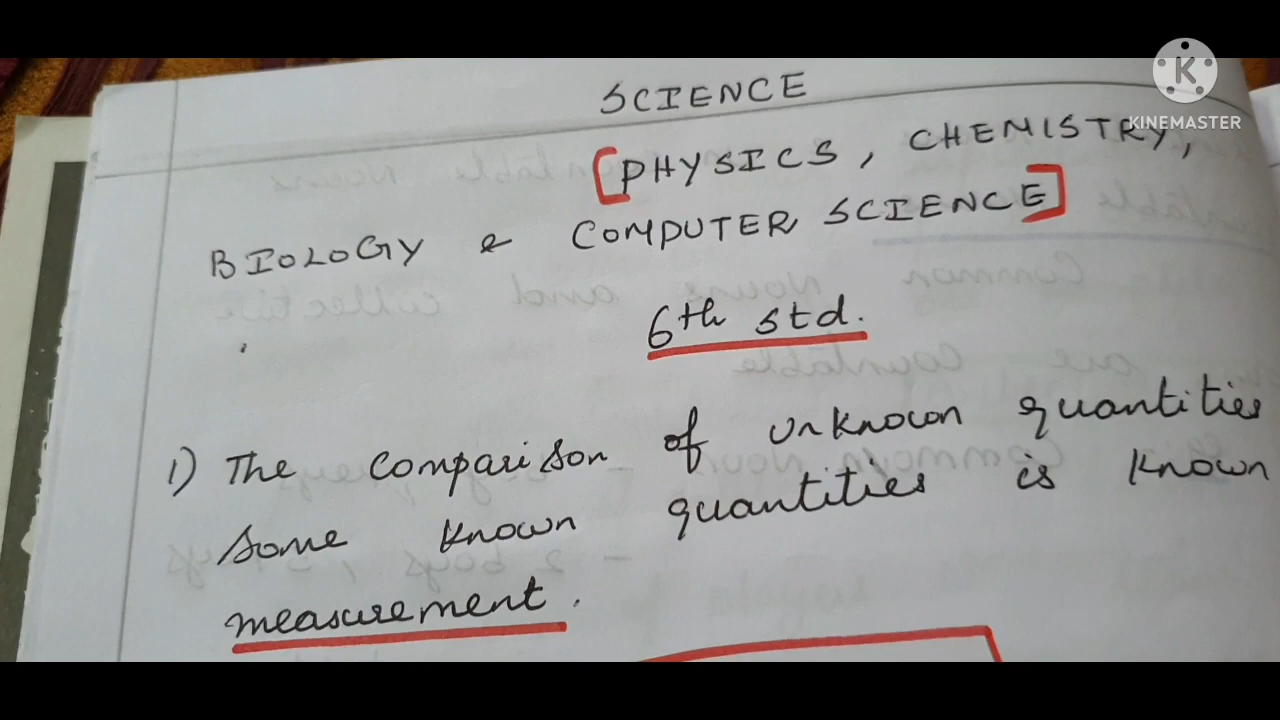 SCIENCE
[PHYSICS, CHEMISTRY,
BIOLOGY & COMPUTER SCIENCE]
6th std.
1) The comparison of unknown quantities
some known quantities is known
measurement.
KINEMASTER